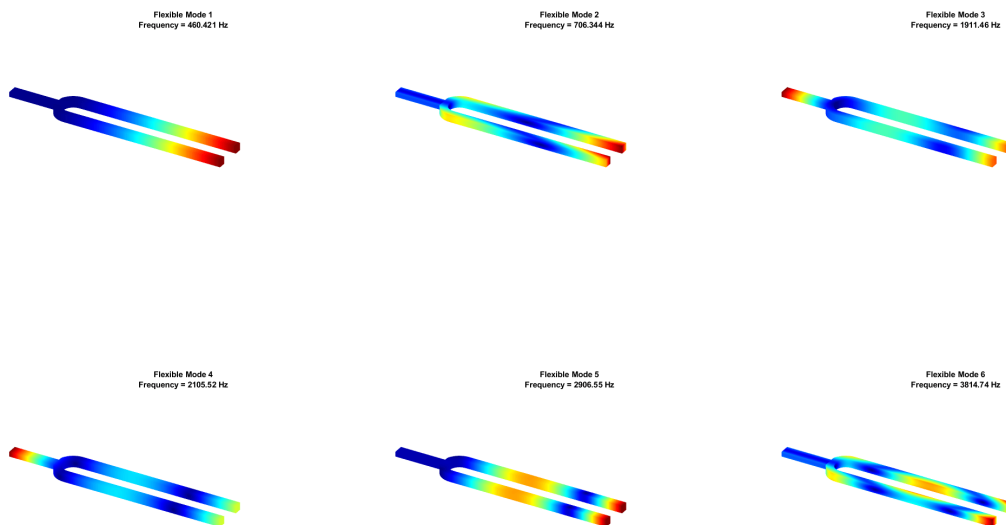 Flexible Mode 1
Frequency = 460.421 Hz
Flexible Mode 2
Frequency = 706.344 Hz
Flexible Mode 3
Frequency = 1911.46 Hz
Flexible Mode 4
Frequency = 2105.52 Hz
Flexible Mode 5
Frequency = 2906.55 Hz
Flexible Mode 6
Frequency = 3814.74 Hz